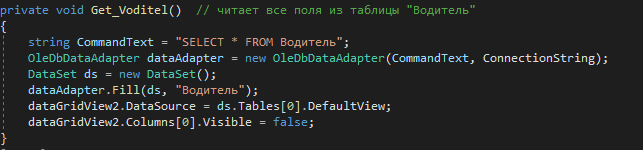 private void Get_Voditel()  // читает все поля из таблицы "Водитель"
{
string CommandText = "SELECT * FROM Водитель";
OleDbDataAdapter dataAdapter = new OleDbDataAdapter(CommandText, ConnectionString);
DataSet ds = new DataSet();
dataAdapter.Fill(ds, "Водитель");
dataGridView2.DataSource = ds.Tables[0].DefaultView;
dataGridView2.Columns[0].Visible = false;
}